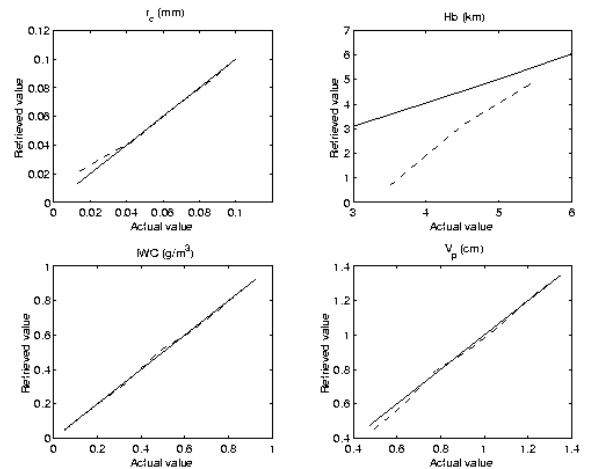 r_c (mm)
Retrieved value
0.12
0.1
0.08
0.06
0.04
0.02
0
0 0.02 0.04 0.06 0.08 0.1
Actual value
Hb (km)
Retrieved value
7
6
5
4
3
2
1
0
3 4 5 6
Actual value
IWC (g/m³)
Retrieved value
1
0.8
0.6
0.4
0.2
0
0 0.2 0.4 0.6 0.8 1
Actual value
V_p (cm)
Retrieved value
1.4
1.2
1
0.8
0.6
0.4
0.4 0.6 0.8 1 1.2 1.4
Actual value